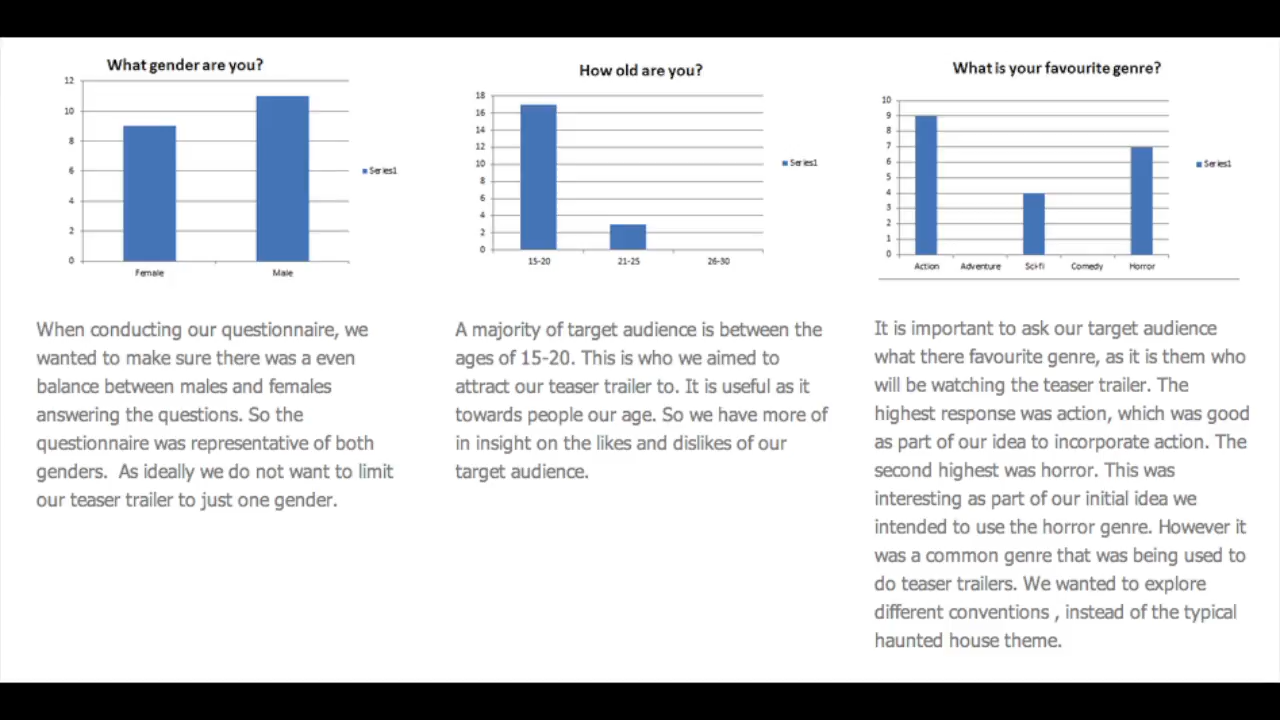 What gender are you?
12
10
8
6
4
2
0
Female
Male
Series1
When conducting our questionnaire, we
wanted to make sure there was a even
balance between males and females
answering the questions. So the
questionnaire was representative of both
genders.  As ideally we do not want to limit
our teaser trailer to just one gender.
How old are you?
18
16
14
12
10
8
6
4
2
0
15-20
21-25
26-30
Series1
A majority of target audience is between the
ages of 15-20. This is who we aimed to
attract our teaser trailer to. It is useful as it
towards people our age. So we have more of
in insight on the likes and dislikes of our
target audience.
What is your favourite genre?
10
9
8
7
6
5
4
3
2
1
0
Action
Adventure
Sci-fi
Comedy
Horror
Series1
It is important to ask our target audience
what there favourite genre, as it is them who
will be watching the teaser trailer. The
highest response was action, which was good
as part of our idea to incorporate action. The
second highest was horror. This was
interesting as part of our initial idea we
intended to use the horror genre. However it
was a common genre that was being used to
do teaser trailers. We wanted to explore
different conventions , instead of the typical
haunted house theme.